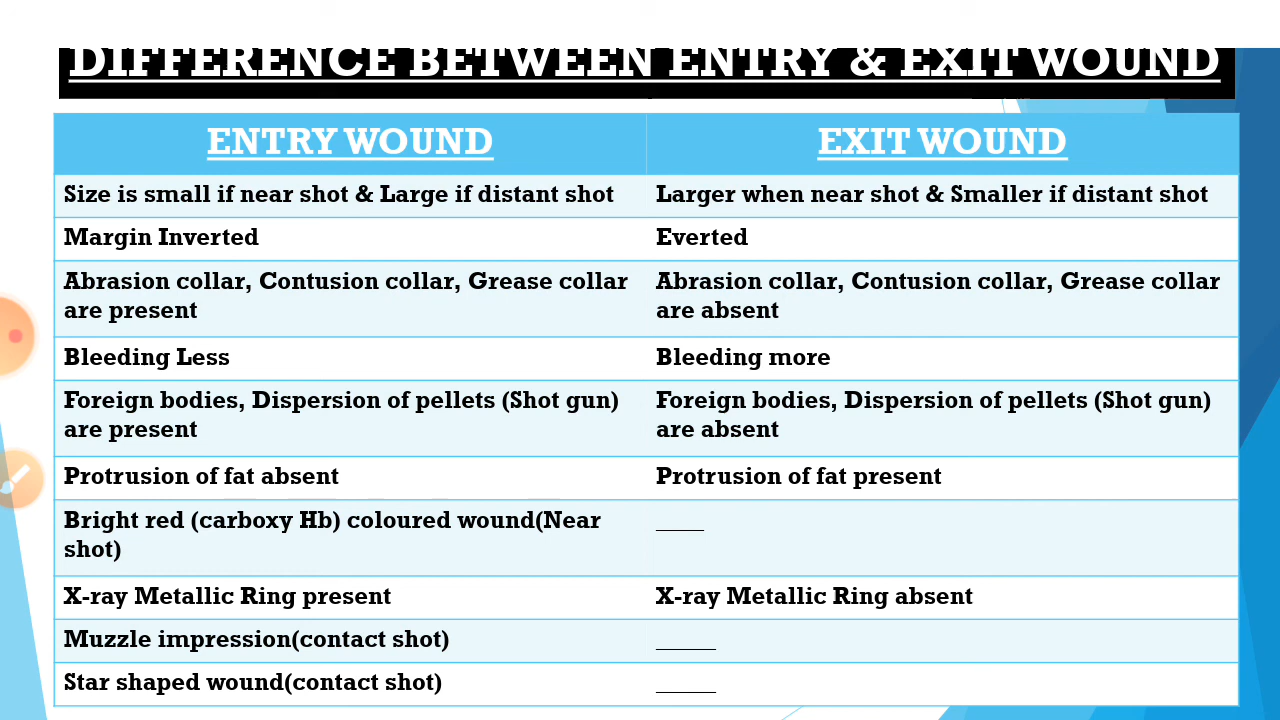 DIFFERENCE BETWEEN ENTRY & EXIT WOUND
ENTRY WOUND
EXIT WOUND
Size is small if near shot & Large if distant shot
Larger when near shot & Smaller if distant shot
Margin Inverted
Everted
Abrasion collar, Contusion collar, Grease collar
are present
Abrasion collar, Contusion collar, Grease collar
are absent
Bleeding Less
Bleeding more
Foreign bodies, Dispersion of pellets (Shot gun)
are present
Foreign bodies, Dispersion of pellets (Shot gun)
are absent
Protrusion of fat absent
Protrusion of fat present
Bright red (carboxy Hb) coloured wound(Near
shot)
____
X-ray Metallic Ring present
X-ray Metallic Ring absent
Muzzle impression(contact shot)
_____
Star shaped wound(contact shot)
_____